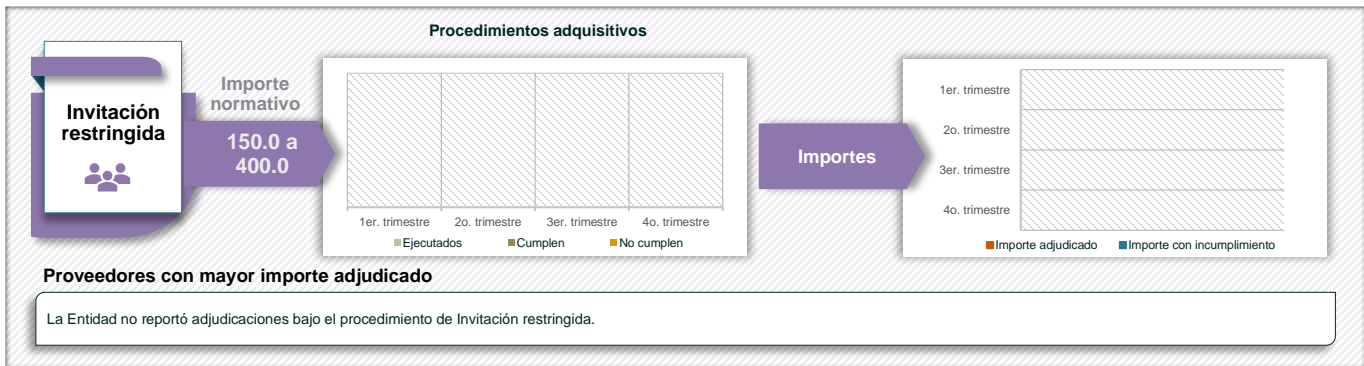 Procedimientos adquisitivos
Invitación
restringida
Importe
normativo
150.0 a
400.0
1er. trimestre 2o. trimestre 3er. trimestre 4o. trimestre
Ejecutados Cumplen No cumplen
Importes
1er. trimestre
2o. trimestre
3er. trimestre
4o. trimestre
Importe adjudicado Importe con incumplimiento
Proveedores con mayor importe adjudicado
La Entidad no reportó adjudicaciones bajo el procedimiento de Invitación restringida.